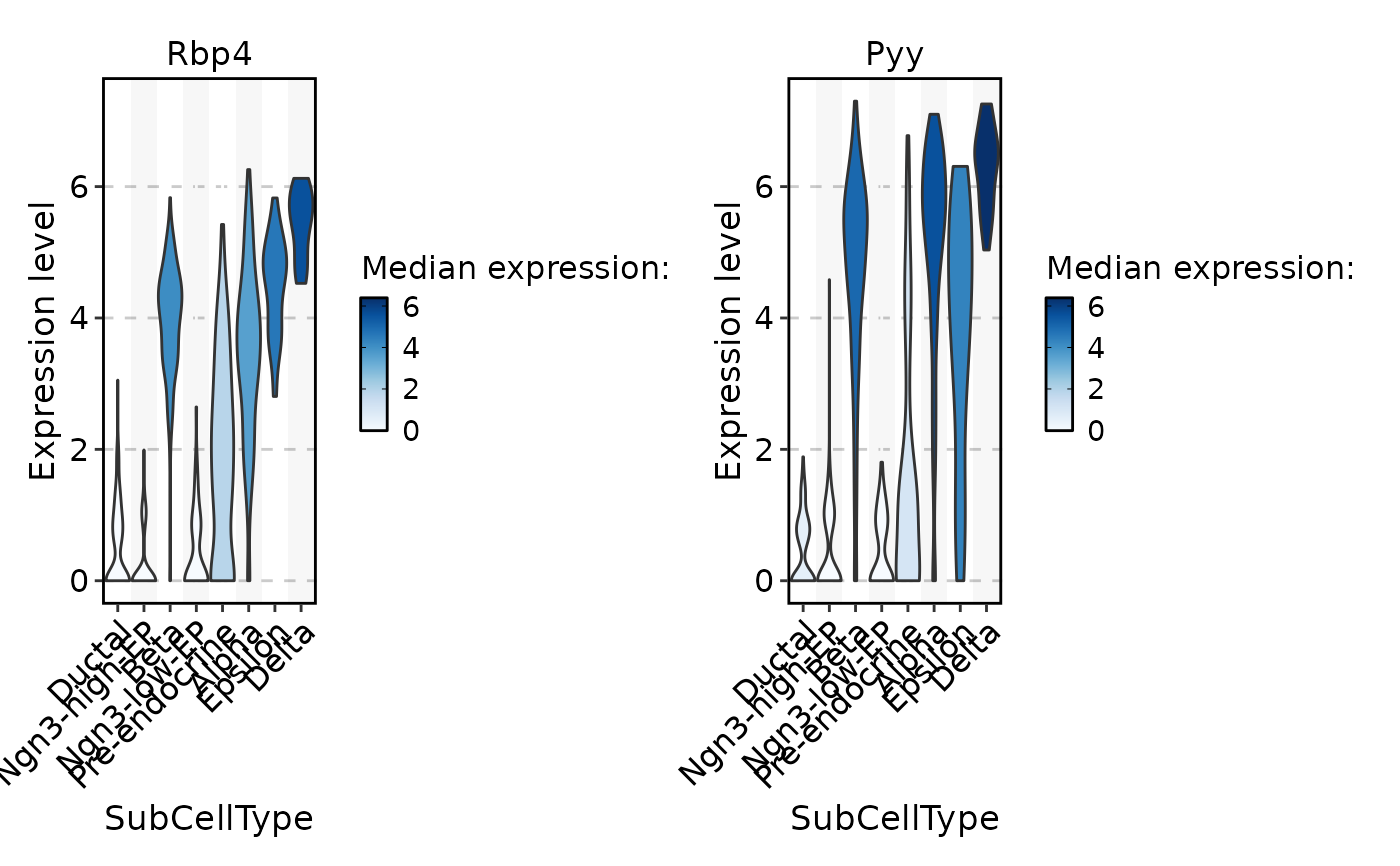 Rbp4
Expression level
6
4
2
0
Ductal
Ngn3-high-EP
Beta
Ngn3-low-EP
Pre-endocrine
Alpha
Epsilon
Delta
SubCellType
Median expression:
6
4
2
0
Pyy
Expression level
6
4
2
0
Ductal
Ngn3-high-EP
Beta
Ngn3-low-EP
Pre-endocrine
Alpha
Epsilon
Delta
SubCellType
Median expression:
6
4
2
0